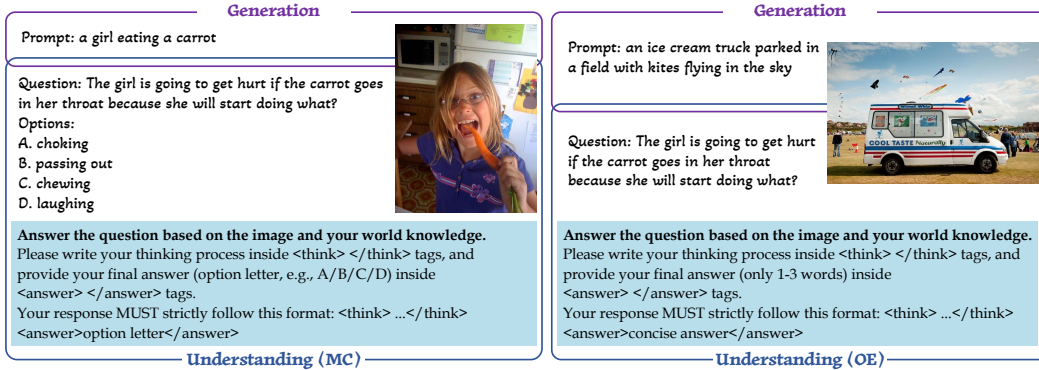 Generation
Prompt: a girl eating a carrot
Question: The girl is going to get hurt if the carrot goes
in her throat because she will start doing what?
Options:
A. choking
B. passing out
C. chewing
D. laughing
Answer the question based on the image and your world knowledge.
Please write your thinking process inside <think> </think> tags, and
provide your final answer (option letter, e.g., A/B/C/D) inside
<answer> </answer> tags.
Your response MUST strictly follow this format: <think> ...</think>
<answer>option letter</answer>
Understanding (MC)
Generation
Prompt: an ice cream truck parked in
a field with kites flying in the sky
Question: The girl is going to get hurt
if the carrot goes in her throat
because she will start doing what?
COOL TASTE Naturally
Answer the question based on the image and your world knowledge.
Please write your thinking process inside <think> </think> tags, and
provide your final answer (only 1-3 words) inside
<answer> </answer> tags.
Your response MUST strictly follow this format: <think> ...</think>
<answer>concise answer</answer>
Understanding (OE)